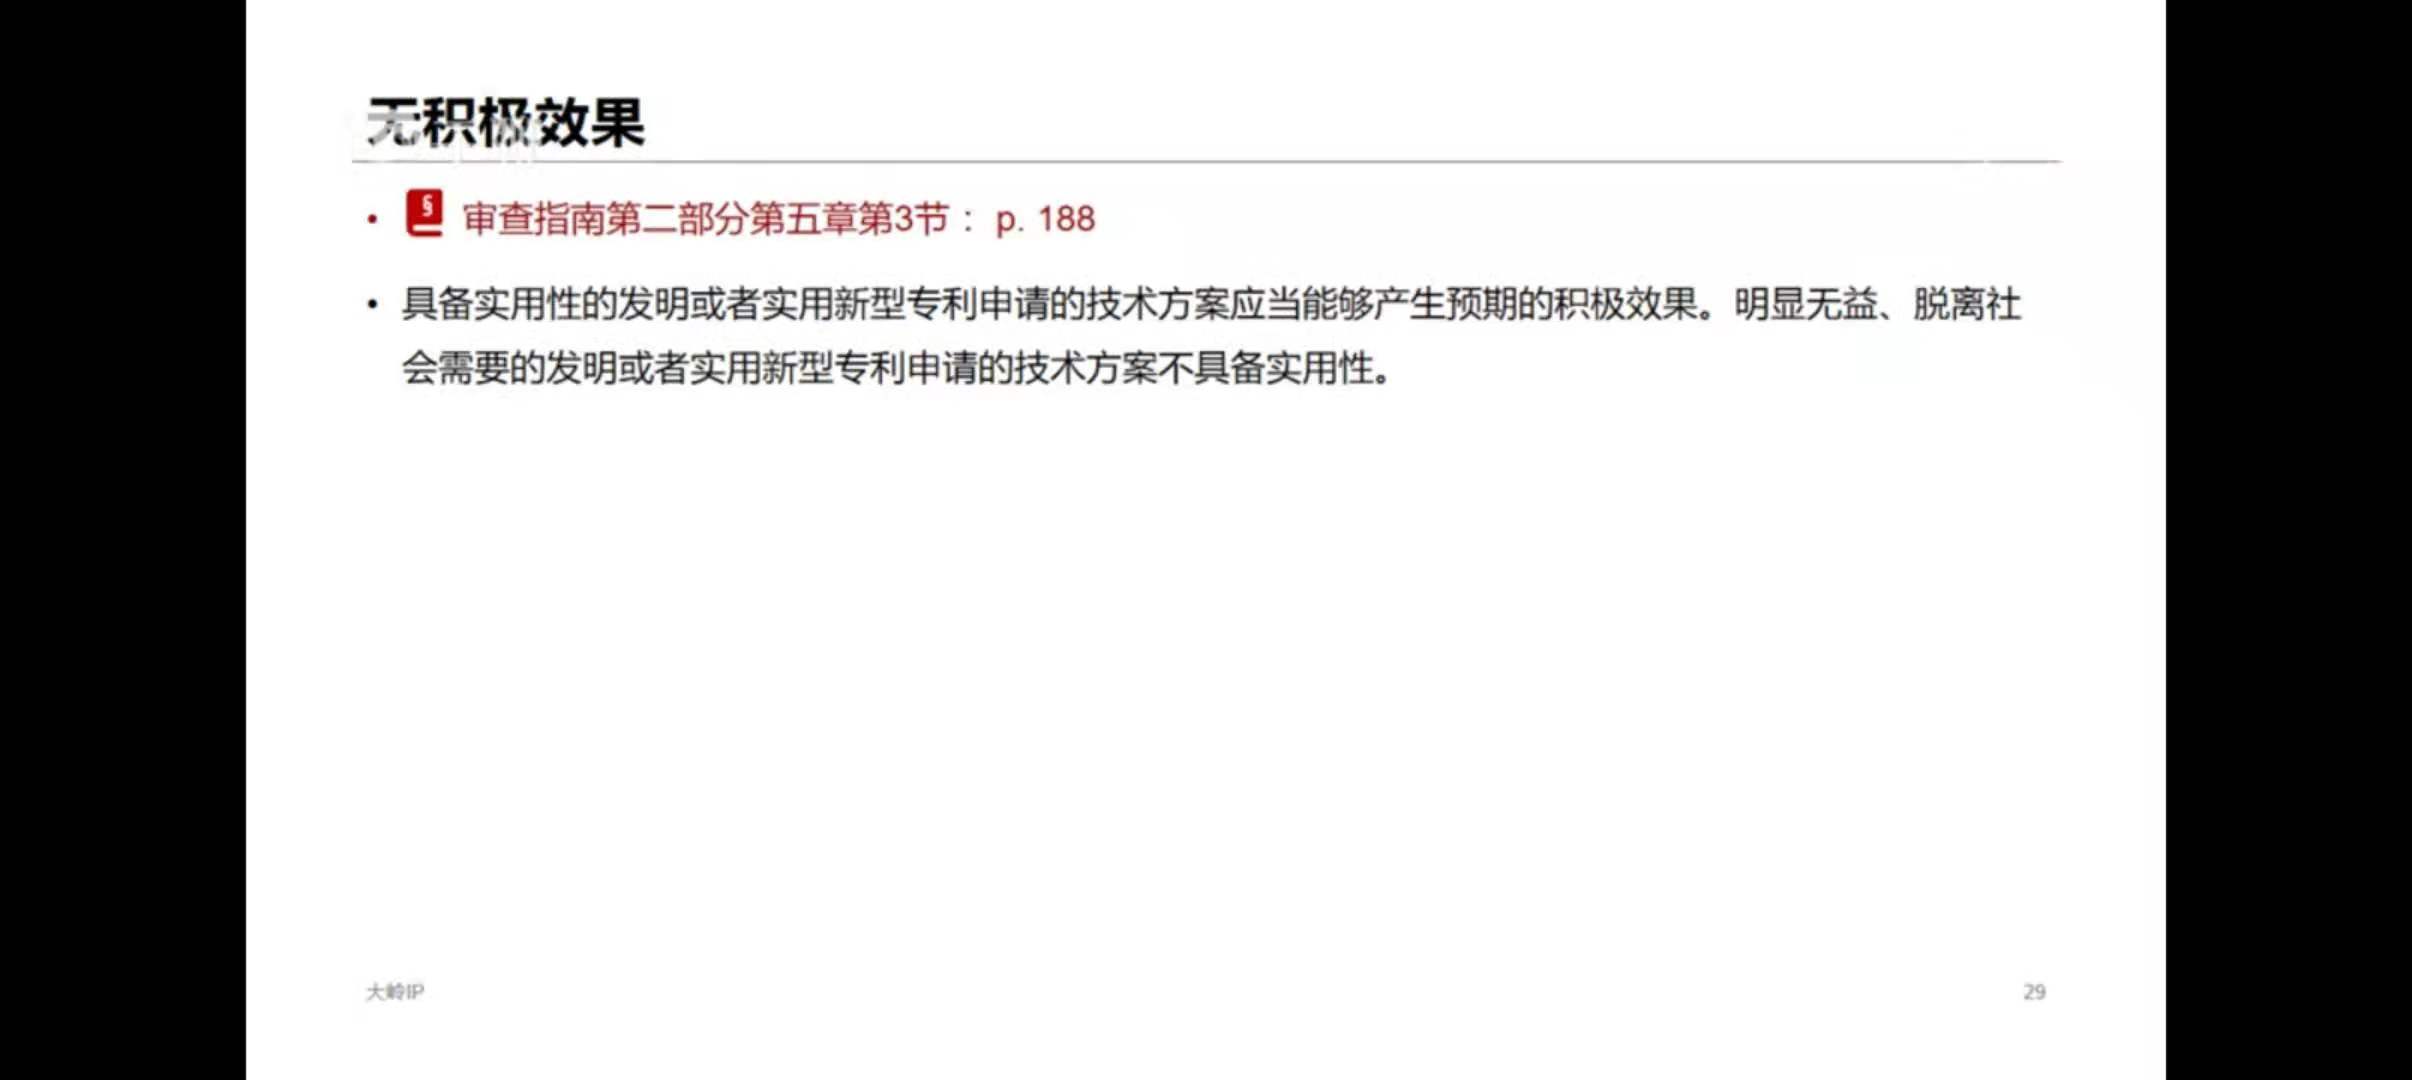 无积极效果
• § 审查指南第二部分第五章第3节：p. 188
• 具备实用性的发明或者实用新型专利申请的技术方案应当能够产生预期的积极效果。明显无益、脱离社
会需要的发明或者实用新型专利申请的技术方案不具备实用性。
大岭IP
29